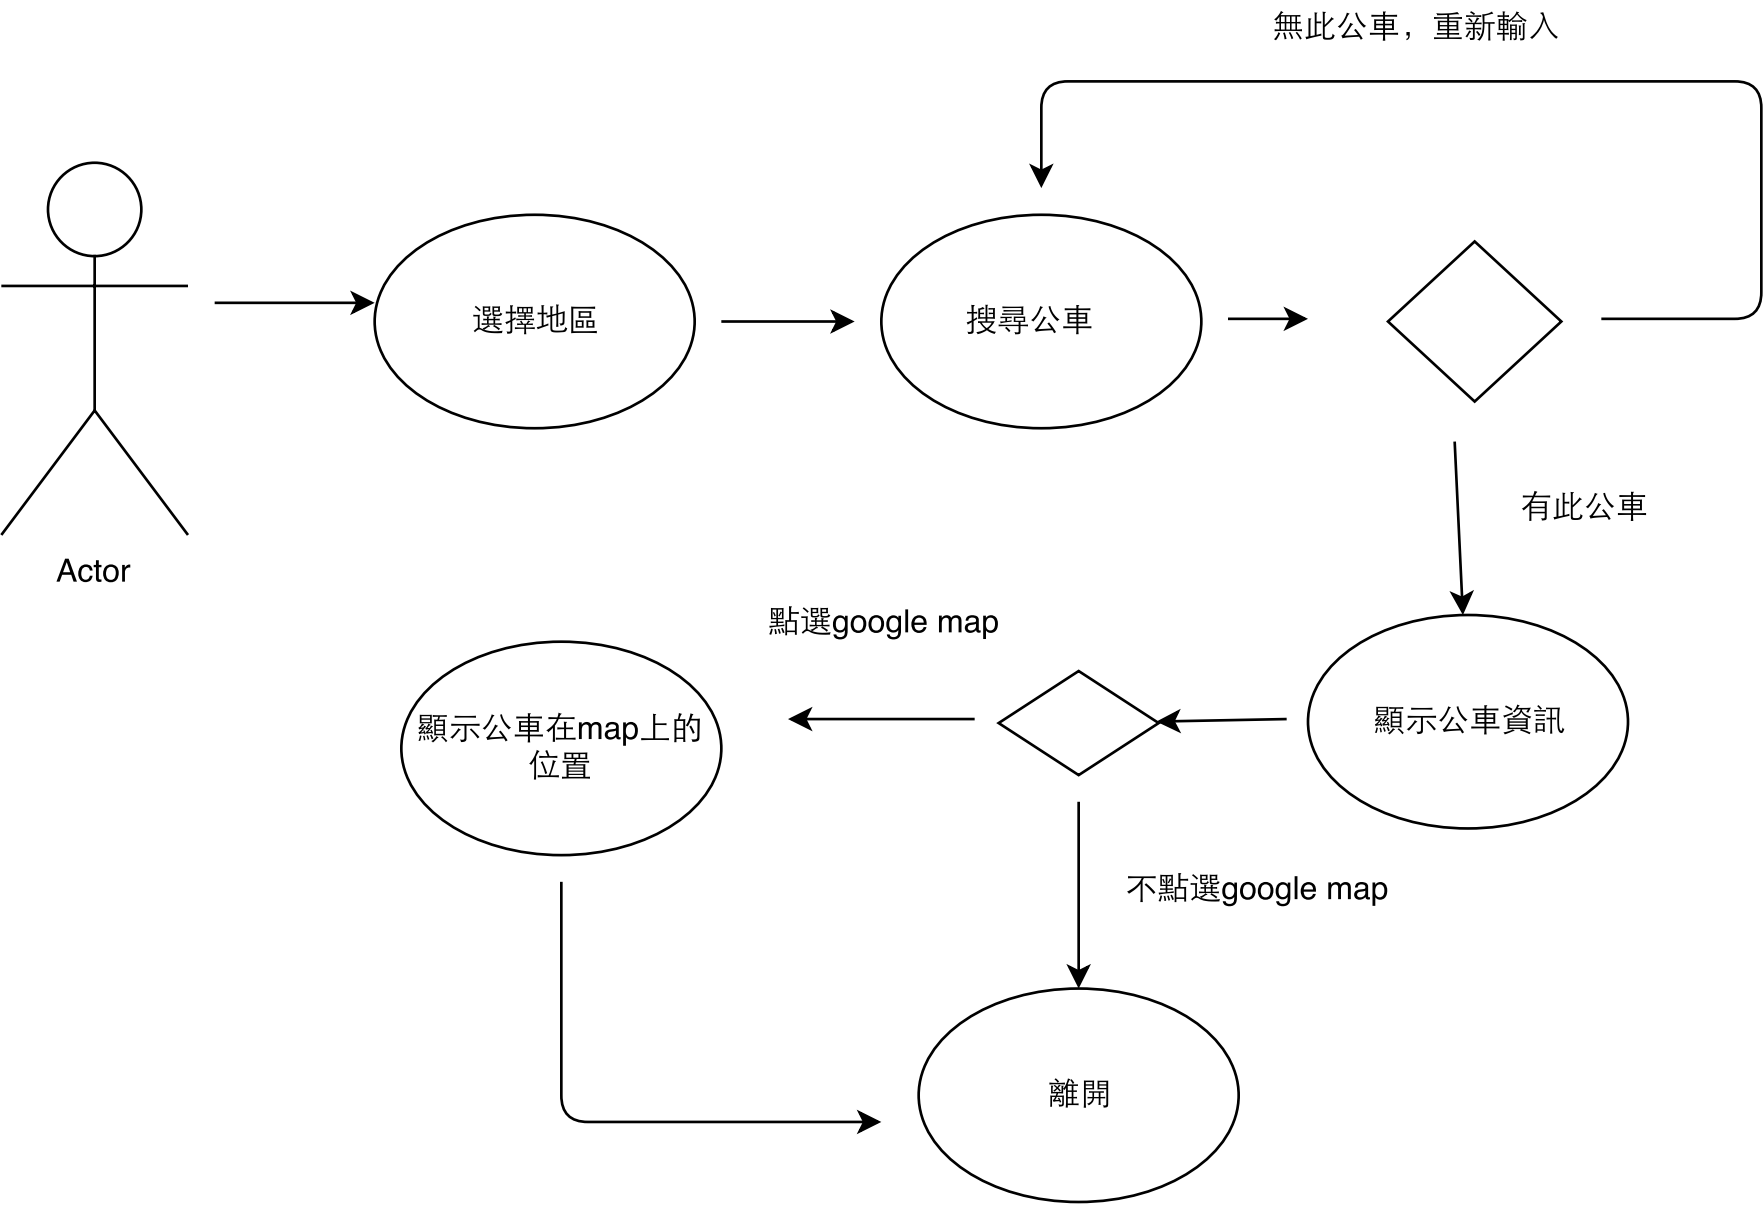 無此公車，重新輸入
選擇地區
搜尋公車
有此公車
Actor
點選google map
顯示公車在map上的
位置
顯示公車資訊
不點選google map
離開